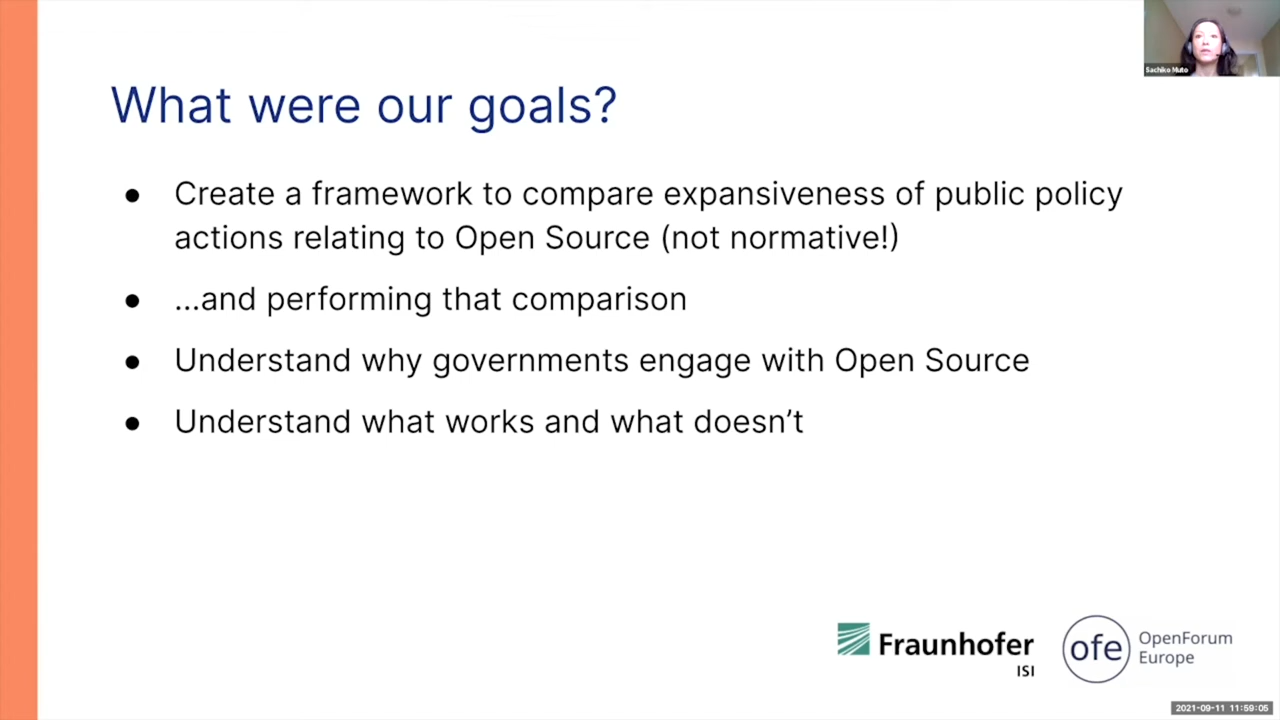 Sachiko Muto
What were our goals?
● Create a framework to compare expansiveness of public policy
actions relating to Open Source (not normative!)
● ...and performing that comparison
● Understand why governments engage with Open Source
● Understand what works and what doesn’t
Fraunhofer
ISI
ofe
OpenForum
Europe
2021-09-11 11:59:05